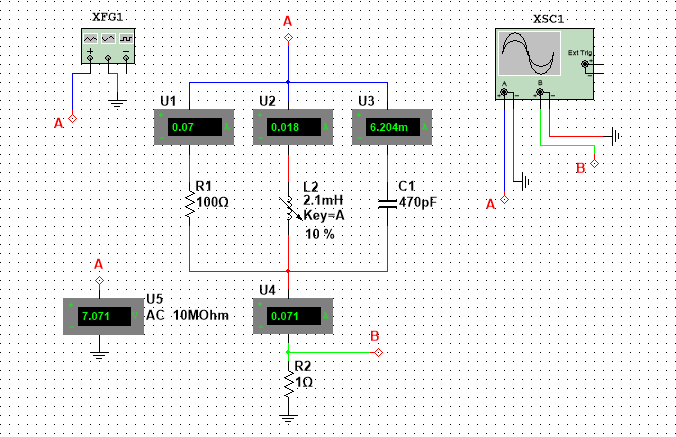 XFG1
XSC1
A
Ext Trig
A
B
U1
U2
U3
0.07
0.018
6.204m
A
R1
100Ω
L2
2.1mH
Key=A
10 %
C1
470pF
B
A
A
U5
7.071
AC 10MOhm
U4
0.071
B
R2
1Ω